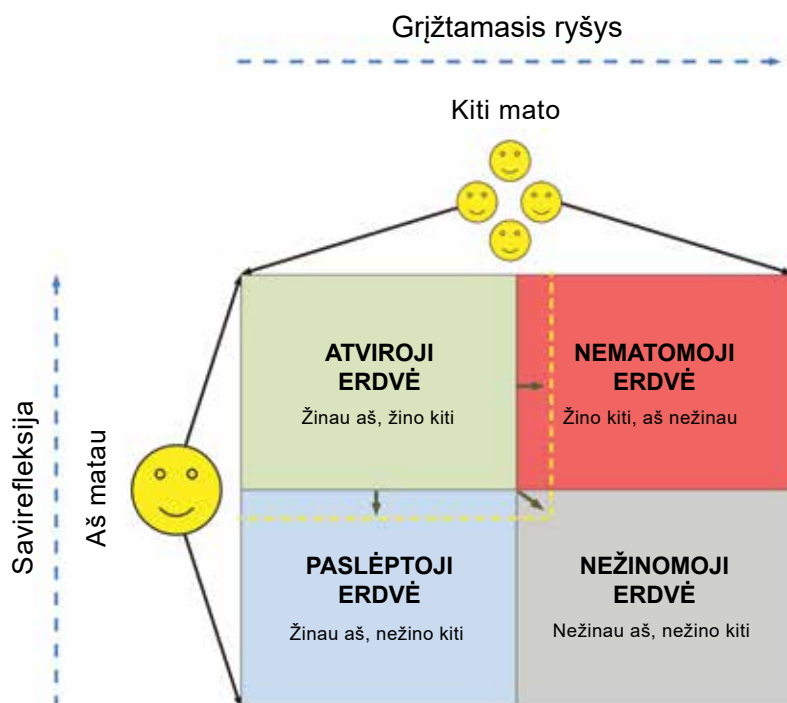 Grįžtamasis ryšys
Kiti mato
Savirefleksija
Aš matau
ATVIROJI
ERDVĖ
Žinau aš, žino kiti
NEMATOMOJI
ERDVĖ
Žino kiti, aš nežinau
PASLĖPTOJI
ERDVĖ
Žinau aš, nežino kiti
NEŽINOMOJI
ERDVĖ
Nežinau aš, nežino kiti